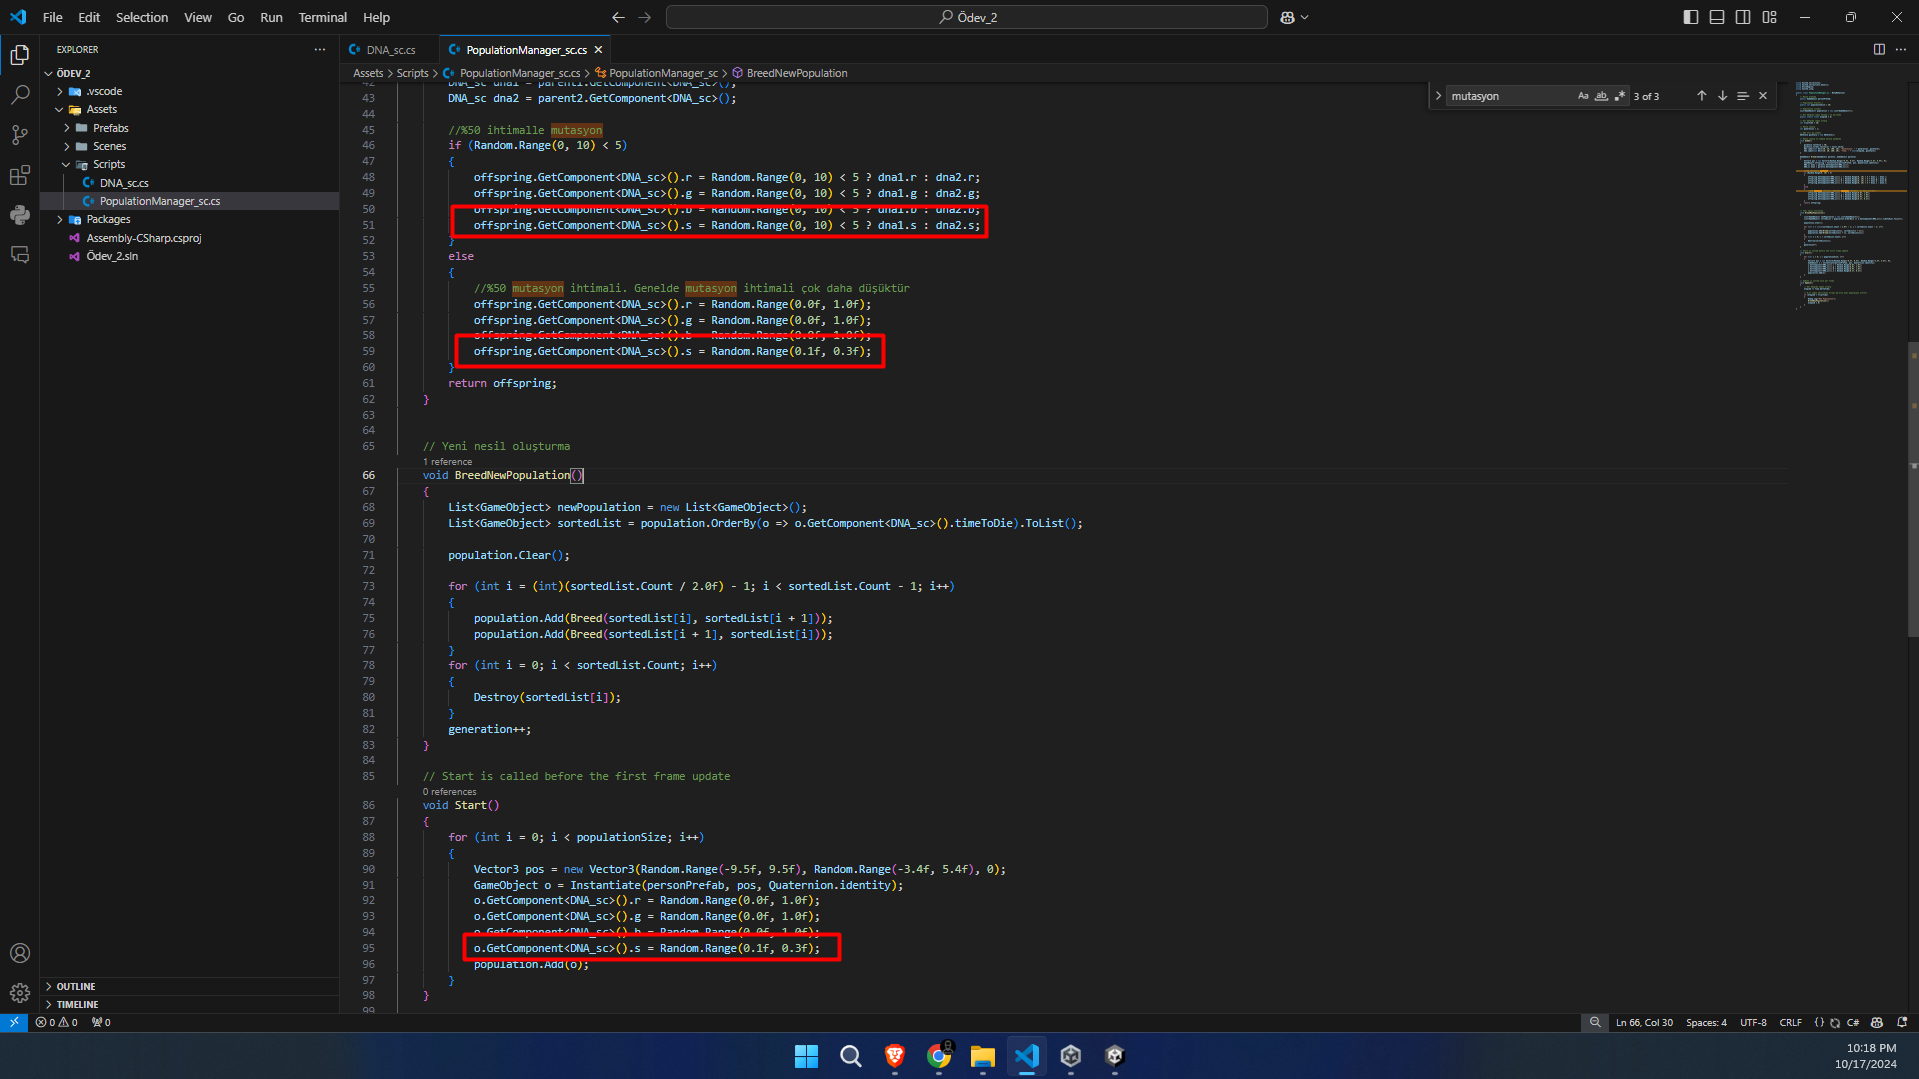 File Edit Selection View Go Run Terminal Help
Ödev_2
EXPLORER
ÖDEV_2
.vscode
Assets
Prefabs
Scenes
Scripts
DNA_sc.cs
PopulationManager_sc.cs
Packages
Assembly-CSharp.csproj
Ödev_2.sln
OUTLINE
TIMELINE
DNA_sc.cs
PopulationManager_sc.cs
Assets > Scripts > PopulationManager_sc.cs > PopulationManager_sc > BreedNewPopulation
mutasyon
Aa ab 3 of 3
42 DNA_sc dna1 = parent1.GetComponent<DNA_sc>();
43 DNA_sc dna2 = parent2.GetComponent<DNA_sc>();
44
45 //%50 ihtimalle mutasyon
46 if (Random.Range(0, 10) < 5)
47 {
48 offspring.GetComponent<DNA_sc>().r = Random.Range(0, 10) < 5 ? dna1.r : dna2.r;
49 offspring.GetComponent<DNA_sc>().g = Random.Range(0, 10) < 5 ? dna1.g : dna2.g;
50 offspring.GetComponent<DNA_sc>().b = Random.Range(0, 10) < 5 ? dna1.b : dna2.b;
51 offspring.GetComponent<DNA_sc>().s = Random.Range(0, 10) < 5 ? dna1.s : dna2.s;
52 }
53 else
54 {
55 //%50 mutasyon ihtimali. Genelde mutasyon ihtimali çok daha düşüktür
56 offspring.GetComponent<DNA_sc>().r = Random.Range(0.0f, 1.0f);
57 offspring.GetComponent<DNA_sc>().g = Random.Range(0.0f, 1.0f);
58 offspring.GetComponent<DNA_sc>().b = Random.Range(0.0f, 1.0f);
59 offspring.GetComponent<DNA_sc>().s = Random.Range(0.1f, 0.3f);
60 }
61 return offspring;
62 }
63
64
65 // Yeni nesil oluşturma
1 reference
66 void BreedNewPopulation()
67 {
68 List<GameObject> newPopulation = new List<GameObject>();
69 List<GameObject> sortedList = population.OrderBy(o => o.GetComponent<DNA_sc>().timeToDie).ToList();
70
71 population.Clear();
72
73 for (int i = (int)(sortedList.Count / 2.0f) - 1; i < sortedList.Count - 1; i++)
74 {
75 population.Add(Breed(sortedList[i], sortedList[i + 1]));
76 population.Add(Breed(sortedList[i + 1], sortedList[i]));
77 }
78 for (int i = 0; i < sortedList.Count; i++)
79 {
80 Destroy(sortedList[i]);
81 }
82 generation++;
83 }
84
85 // Start is called before the first frame update
0 references
86 void Start()
87 {
88 for (int i = 0; i < populationSize; i++)
89 {
90 Vector3 pos = new Vector3(Random.Range(-9.5f, 9.5f), Random.Range(-3.4f, 5.4f), 0);
91 GameObject o = Instantiate(personPrefab, pos, Quaternion.identity);
92 o.GetComponent<DNA_sc>().r = Random.Range(0.0f, 1.0f);
93 o.GetComponent<DNA_sc>().g = Random.Range(0.0f, 1.0f);
94 o.GetComponent<DNA_sc>().b = Random.Range(0.0f, 1.0f);
95 o.GetComponent<DNA_sc>().s = Random.Range(0.1f, 0.3f);
96 population.Add(o);
97 }
98 }
99
0 0 0
Ln 66, Col 30 Spaces: 4 UTF-8 CRLF {} C#
10:18 PM
10/17/2024